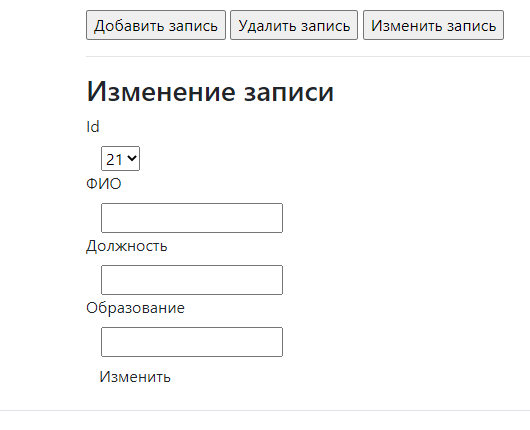 Добавить запись Удалить запись Изменить запись
Изменение записи
Id
21
ФИО
Должность
Образование
Изменить